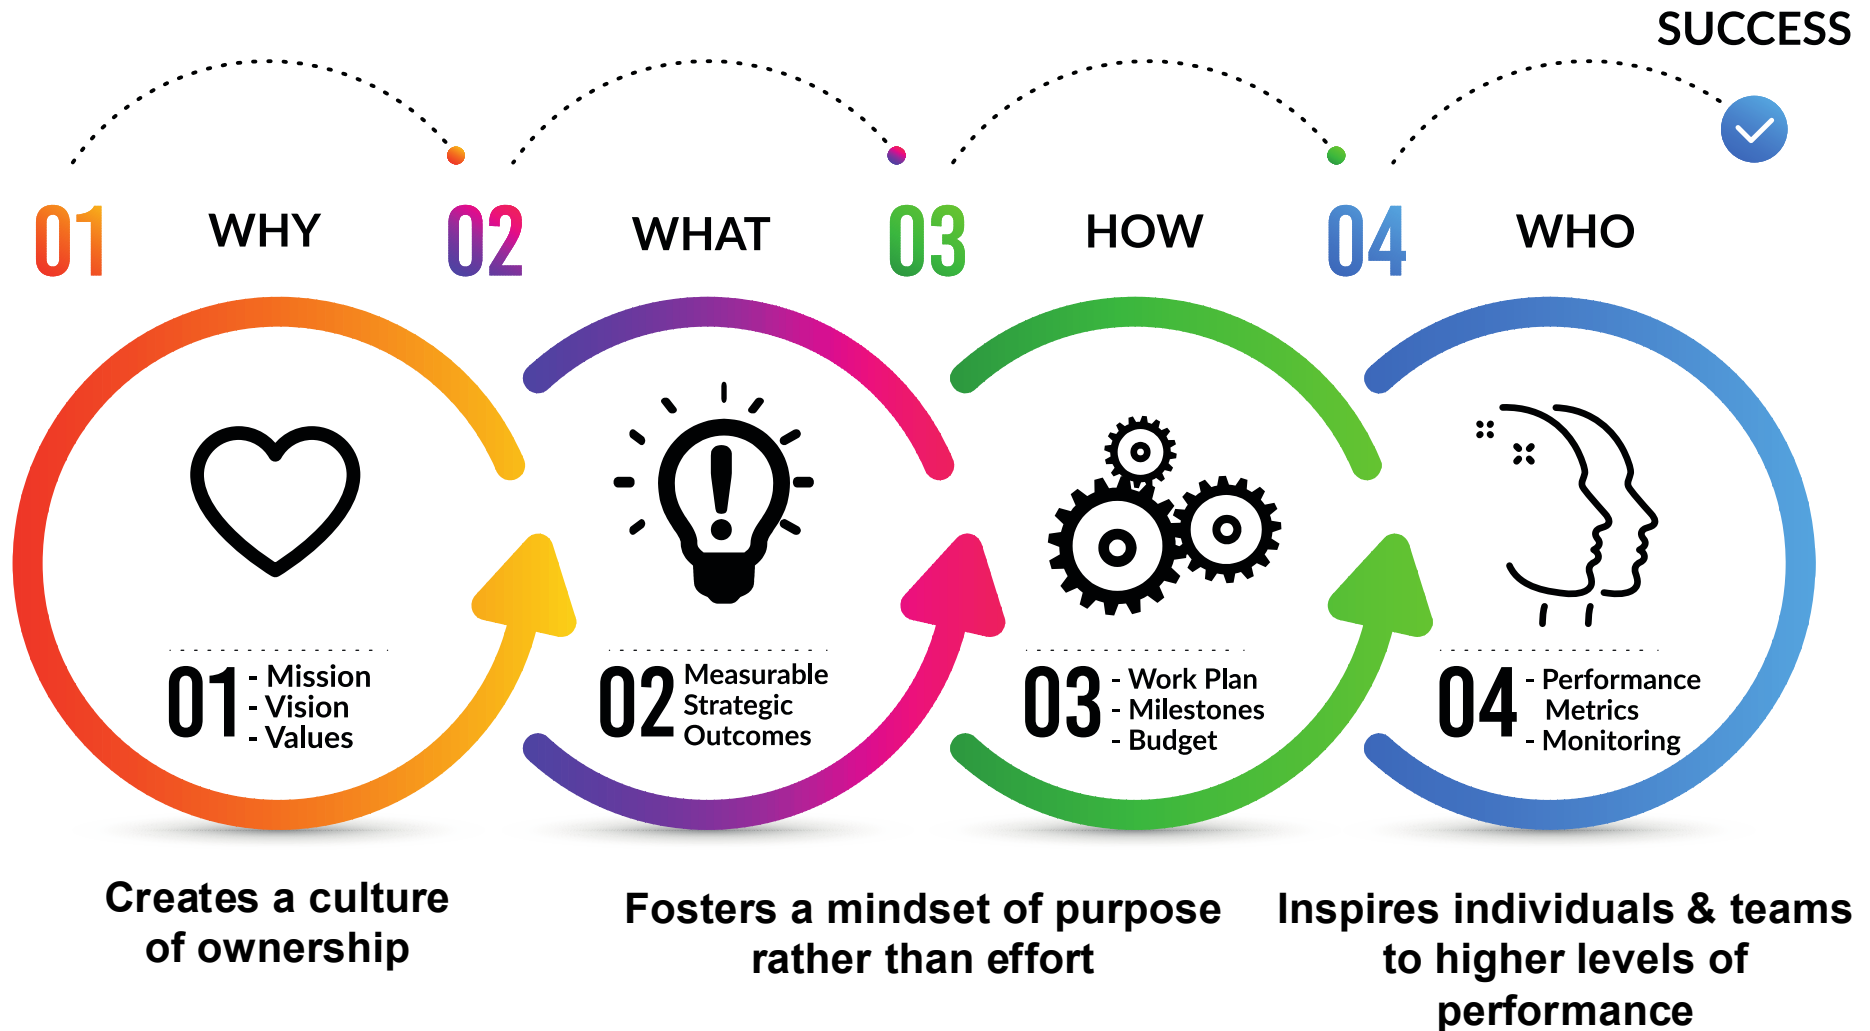 SUCCESS
01 WHY
02 WHAT
03 HOW
04 WHO
01
- Mission
- Vision
- Values
02
Measurable
Strategic
Outcomes
03
- Work Plan
- Milestones
- Budget
04
- Performance
Metrics
- Monitoring
Creates a culture
of ownership
Fosters a mindset of purpose
rather than effort
Inspires individuals & teams
to higher levels of
performance